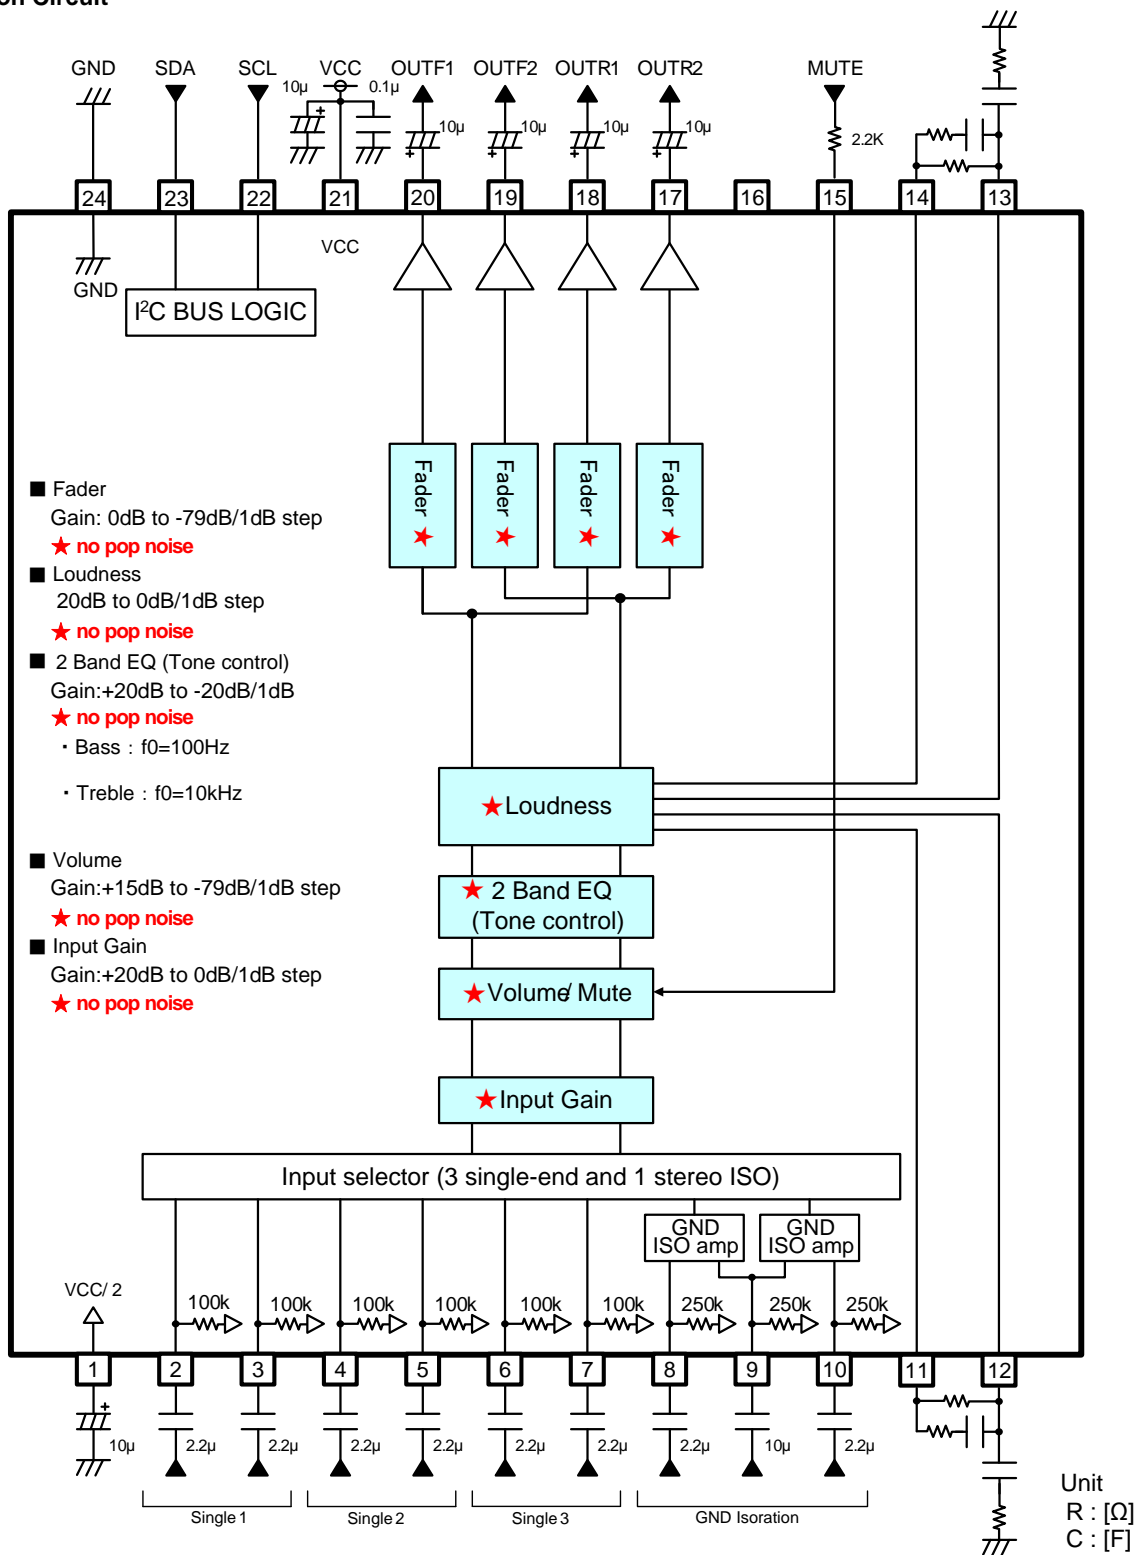 on Circuit
GND SDA SCL VCC OUTF1 OUTF2 OUTR1 OUTR2 MUTE
10μ 0.1μ 10μ 10μ 10μ 10μ 2.2K
24 23 22 21 20 19 18 17 16 15 14 13
VCC
GND
I²C BUS LOGIC
Fader Fader Fader Fader
■ Fader
Gain: 0dB to -79dB/1dB step
★ no pop noise
■ Loudness
20dB to 0dB/1dB step
★ no pop noise
■ 2 Band EQ (Tone control)
Gain:+20dB to -20dB/1dB
★ no pop noise
・Bass : f0=100Hz
・Treble : f0=10kHz
■ Volume
Gain:+15dB to -79dB/1dB step
★ no pop noise
■ Input Gain
Gain:+20dB to 0dB/1dB step
★ no pop noise
★Loudness
★ 2 Band EQ
(Tone control)
★Volume/ Mute
★Input Gain
Input selector (3 single-end and 1 stereo ISO)
GND
ISO amp
GND
ISO amp
VCC/ 2
100k 100k 100k 100k 100k 100k 250k 250k 250k
1 2 3 4 5 6 7 8 9 10 11 12
10μ 2.2μ 2.2μ 2.2μ 2.2μ 2.2μ 2.2μ 2.2μ 10μ 2.2μ
Single 1 Single 2 Single 3 GND Isoration
Unit
R : [Ω]
C : [F]